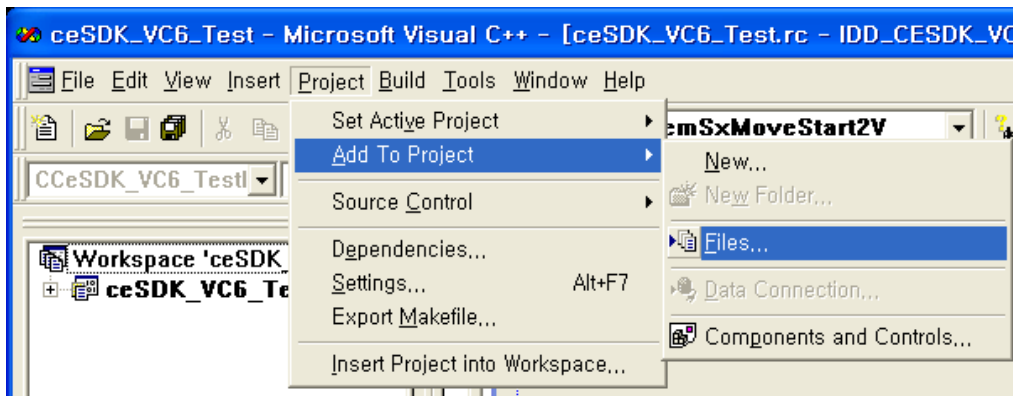 ceSDK_VC6_Test - Microsoft Visual C++ - [ceSDK_VC6_Test.rc - IDD_CESDK_VC
File Edit View Insert Project Build Tools Window Help
emSxMoveStart2V
CCeSDK_VC6_Test
Set Active Project
Add To Project
Source Control
Dependencies...
Settings... Alt+F7
Export Makefile...
Insert Project into Workspace...
New...
New Folder...
Files...
Data Connection...
Components and Controls...
Workspace 'ceSDK_
ceSDK_VC6_Te